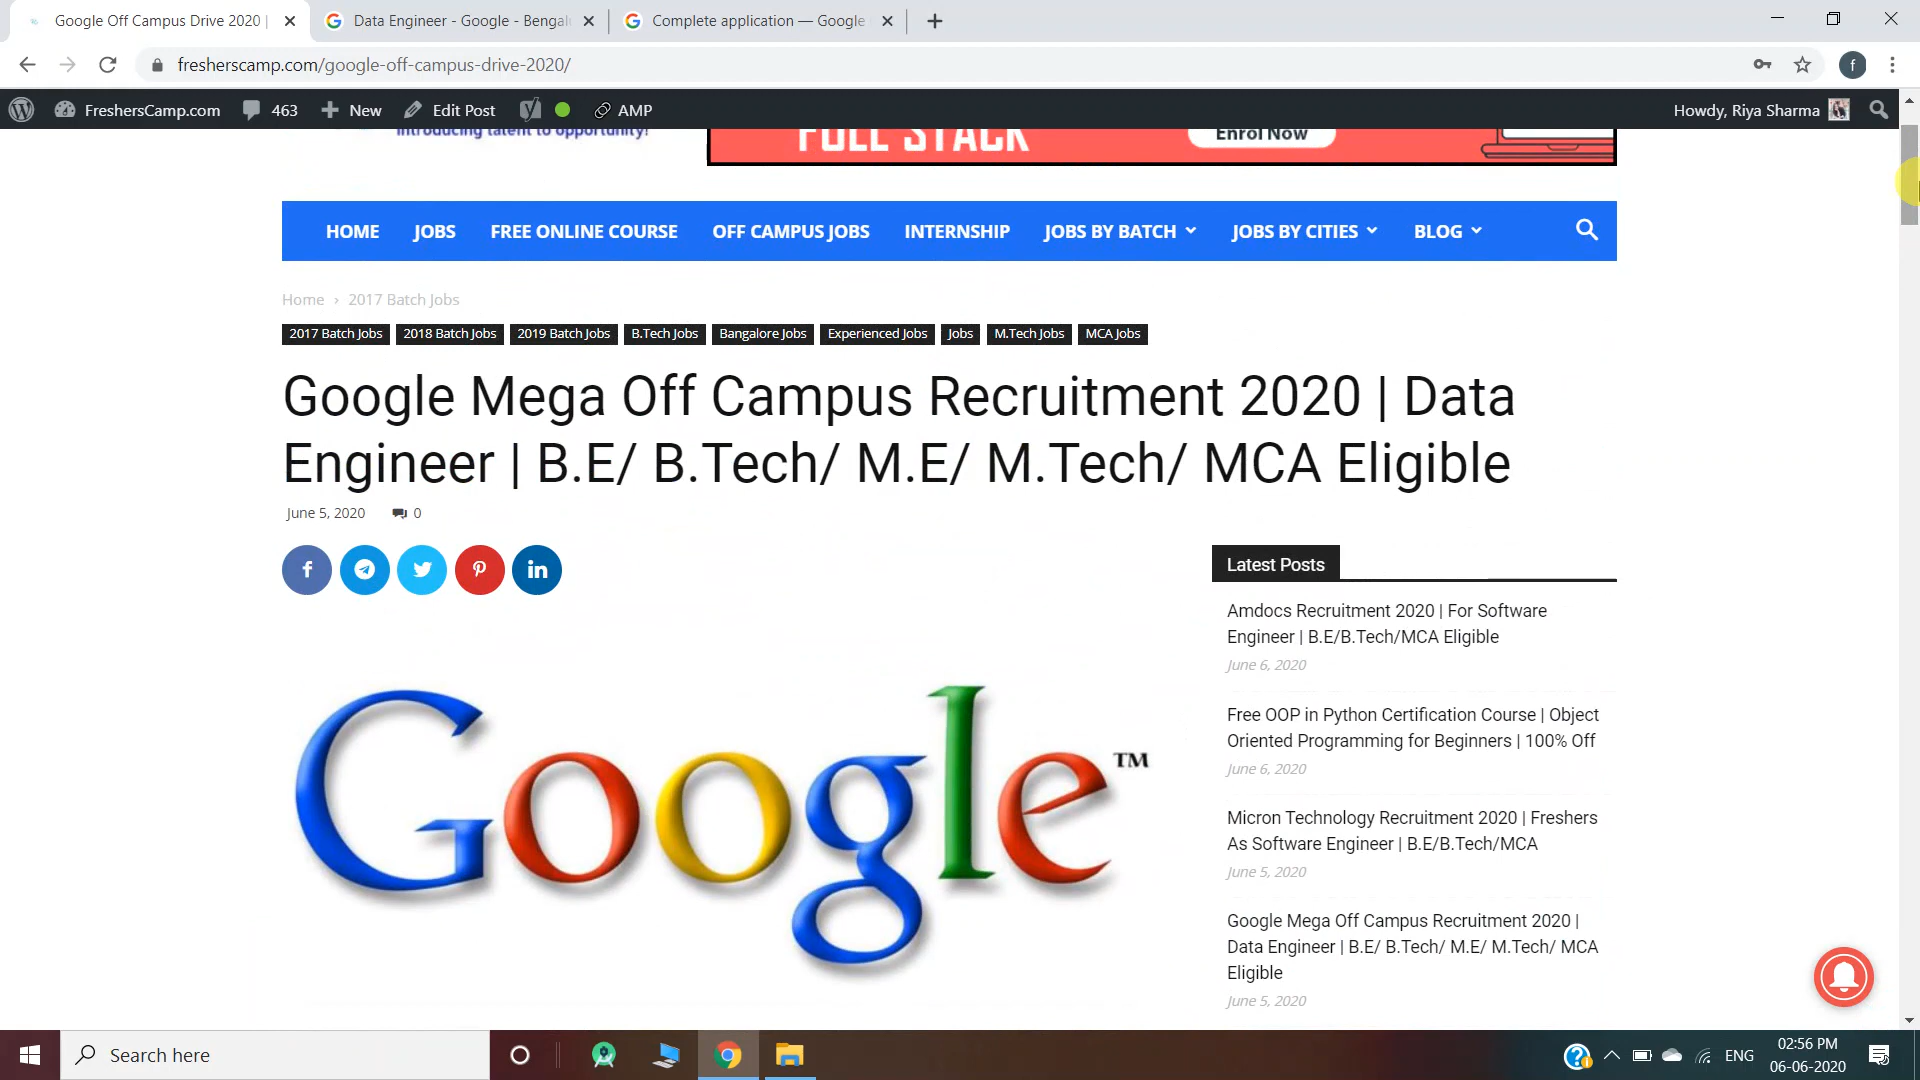 Google Off Campus Drive 2020 |
Data Engineer - Google - Bengalu
Complete application — Google
fresherscamp.com/google-off-campus-drive-2020/
f
FreshersCamp.com
463
New
Edit Post
AMP
Howdy, Riya Sharma
Introducing talent to opportunity!
FULL STACK
Enrol Now
HOME
JOBS
FREE ONLINE COURSE
OFF CAMPUS JOBS
INTERNSHIP
JOBS BY BATCH
JOBS BY CITIES
BLOG
Home › 2017 Batch Jobs
2017 Batch Jobs
2018 Batch Jobs
2019 Batch Jobs
B.Tech Jobs
Bangalore Jobs
Experienced Jobs
Jobs
M.Tech Jobs
MCA Jobs
Google Mega Off Campus Recruitment 2020 | Data
Engineer | B.E/ B.Tech/ M.E/ M.Tech/ MCA Eligible
June 5, 2020
0
Google™
Latest Posts
Amdocs Recruitment 2020 | For Software
Engineer | B.E/B.Tech/MCA Eligible
June 6, 2020
Free OOP in Python Certification Course | Object
Oriented Programming for Beginners | 100% Off
June 6, 2020
Micron Technology Recruitment 2020 | Freshers
As Software Engineer | B.E/B.Tech/MCA
June 5, 2020
Google Mega Off Campus Recruitment 2020 |
Data Engineer | B.E/ B.Tech/ M.E/ M.Tech/ MCA
Eligible
June 5, 2020
Search here
ENG
02:56 PM
06-06-2020